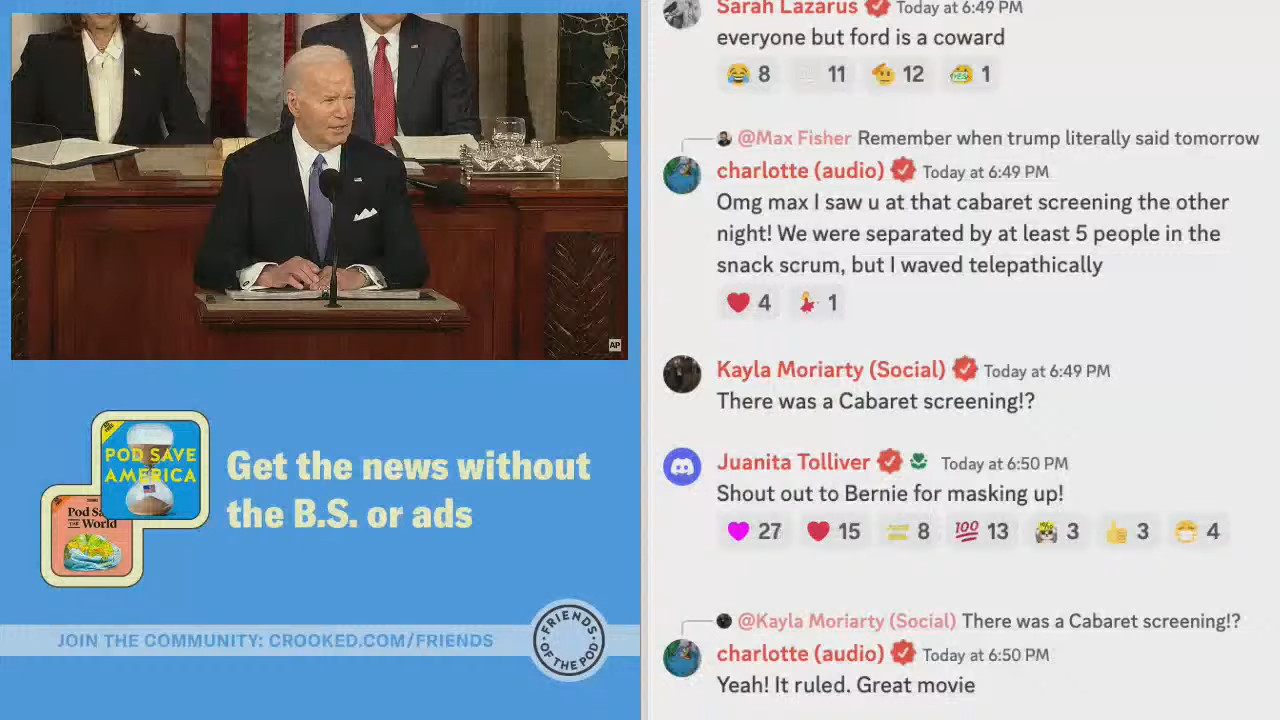 AP
POD SAVE
AMERICA
Get the news without
the B.S. or ads
JOIN THE COMMUNITY: CROOKED.COM/FRIENDS
FRIENDS
OF THE POD
Sarah Lazarus Today at 6:49 PM
everyone but ford is a coward
8 11 12 1
@Max Fisher Remember when trump literally said tomorrow
charlotte (audio) Today at 6:49 PM
Omg max I saw u at that cabaret screening the other
night! We were separated by at least 5 people in the
snack scrum, but I waved telepathically
4 1
Kayla Moriarty (Social) Today at 6:49 PM
There was a Cabaret screening!?
Juanita Tolliver Today at 6:50 PM
Shout out to Bernie for masking up!
27 15 8 100 13 3 3 4
@Kayla Moriarty (Social) There was a Cabaret screening!?
charlotte (audio) Today at 6:50 PM
Yeah! It ruled. Great movie